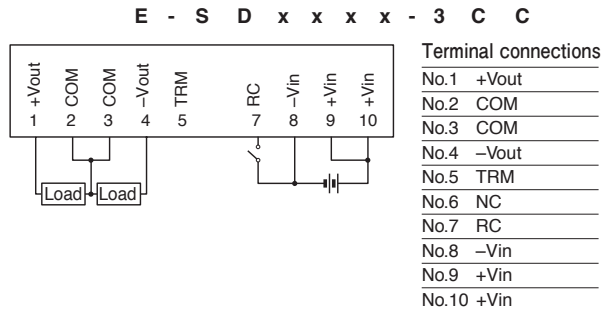 E - S D x x x x - 3 C C
Terminal connections
+Vout COM COM –Vout TRM RC –Vin +Vin +Vin
1 2 3 4 5 7 8 9 10
Load Load
No.1 +Vout
No.2 COM
No.3 COM
No.4 –Vout
No.5 TRM
No.6 NC
No.7 RC
No.8 –Vin
No.9 +Vin
No.10 +Vin